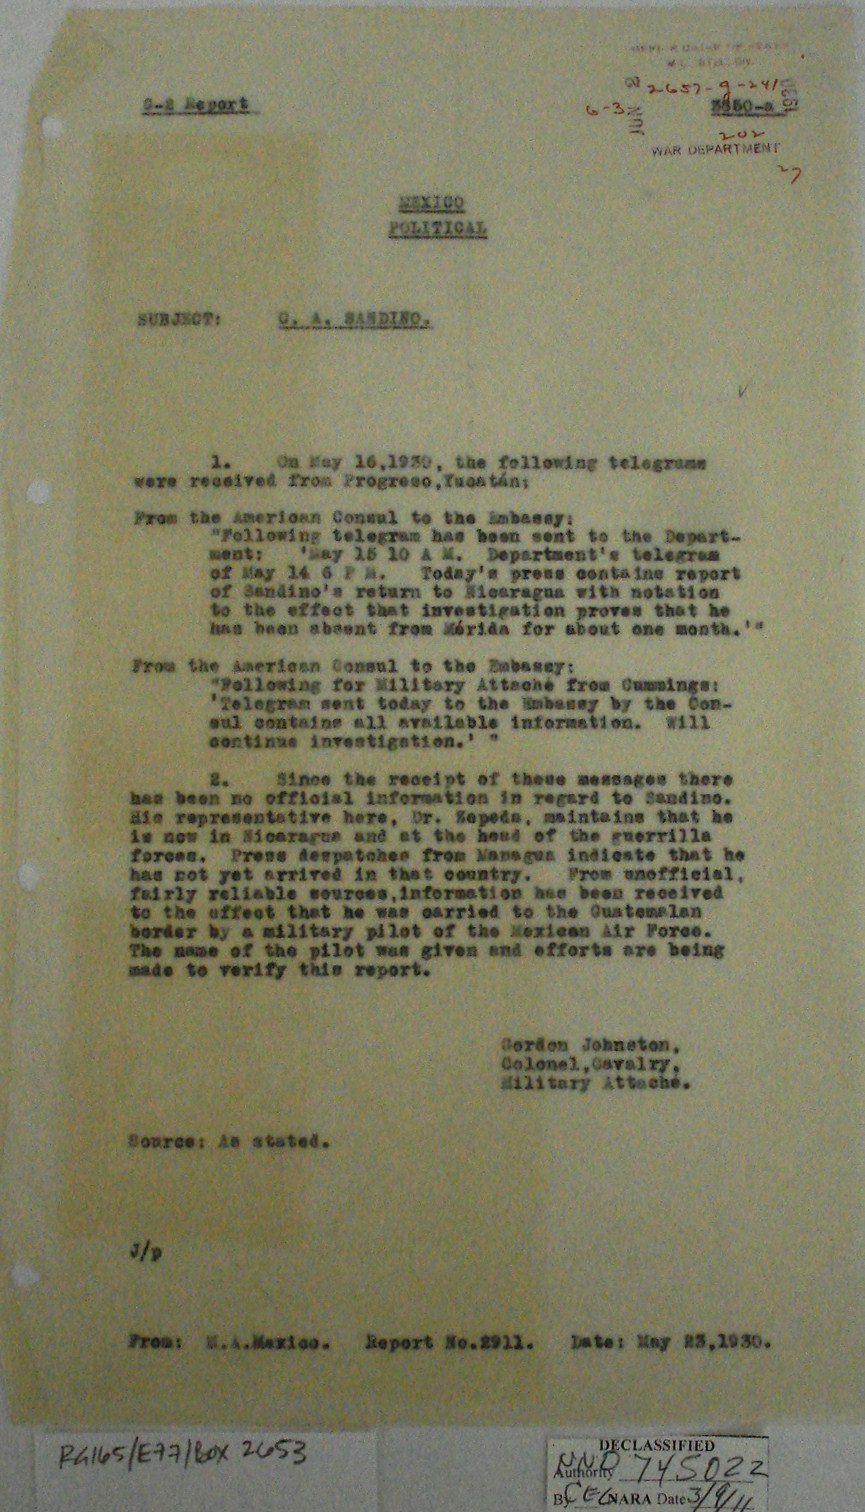 G-2 Report
2657-g-241
6-3
3850-a
202
WAR DEPARTMENT
27
MEXICO
POLITICAL
SUBJECT: C. A. SANDINO.
1. On May 16,1930, the following telegrams
were received from Progreso,Yucatán;
From the American Consul to the Embassy:
"Following telegram has been sent to the Depart-
ment: 'May 15 10 A M. Department's telegram
of May 14 6 P M. Today's press contains report
of Sandino's return to Nicaragua with notation
to the effect that investigation proves that he
has been absent from Mérida for about one month.'"
From the American Consul to the Embassy:
"Following for Military Attaché from Cummings:
'Telegram sent today to the Embassy by the Con-
sul contains all available information. Will
continue investigation.' "
2. Since the receipt of these messages there
has been no official information in regard to Sandino.
His representative here, Dr. Zepeda, maintains that he
is now in Nicaragua and at the head of the guerrilla
forces. Press despatches from Managua indicate that he
has not yet arrived in that country. From unofficial,
fairly reliable sources,information has been received
to the effect that he was carried to the Guatemalan
border by a military pilot of the Mexican Air Force.
The name of the pilot was given and efforts are being
made to verify this report.
Gordon Johnston,
Colonel,Cavalry,
Military Attaché.
Source: As stated.
J/p
From: M.A.Mexico. Report No.2911. Date: May 23,1930.
RG165/E77/Box 2653
DECLASSIFIED
Authority NND 745022
By CEG NARA Date 3/9/11